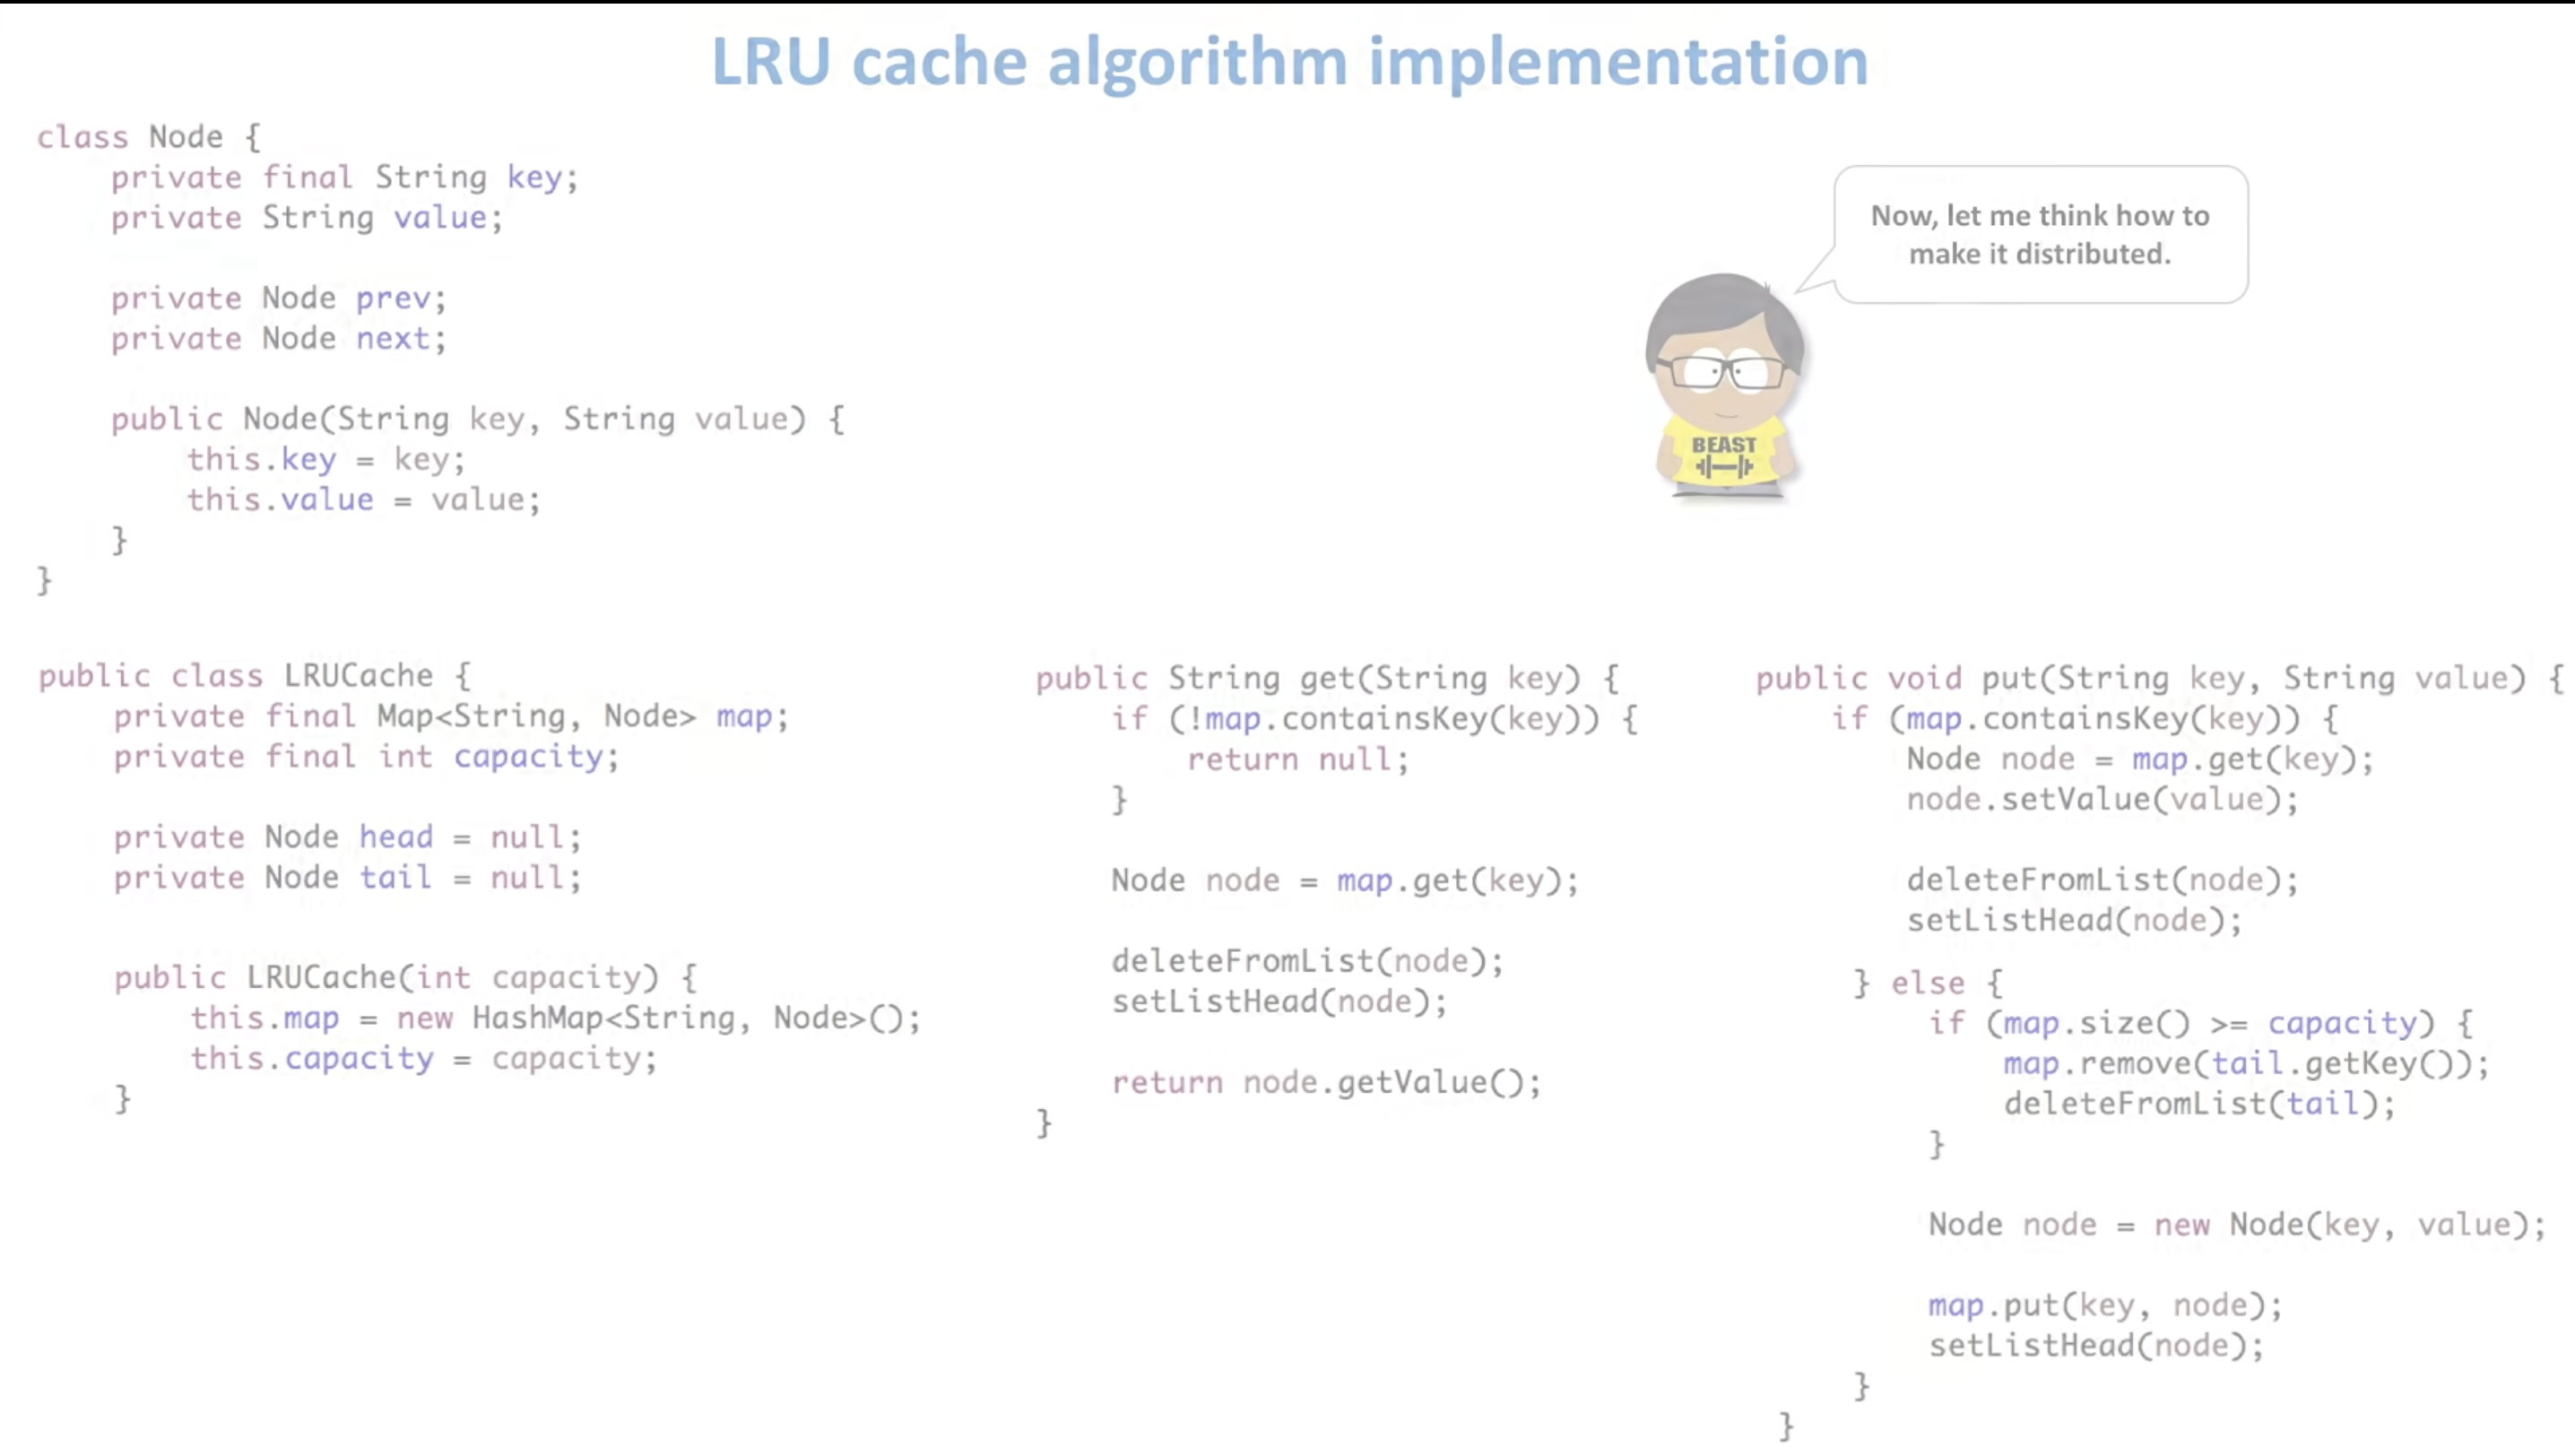 LRU cache algorithm implementation
class Node {
private final String key;
private String value;
private Node prev;
private Node next;
public Node(String key, String value) {
this.key = key;
this.value = value;
}
}
Now, let me think how to
make it distributed.
BEAST
public class LRUCache {
private final Map<String, Node> map;
private final int capacity;
private Node head = null;
private Node tail = null;
public LRUCache(int capacity) {
this.map = new HashMap<String, Node>();
this.capacity = capacity;
}
public String get(String key) {
if (!map.containsKey(key)) {
return null;
}
Node node = map.get(key);
deleteFromList(node);
setListHead(node);
return node.getValue();
}
public void put(String key, String value) {
if (map.containsKey(key)) {
Node node = map.get(key);
node.setValue(value);
deleteFromList(node);
setListHead(node);
} else {
if (map.size() >= capacity) {
map.remove(tail.getKey());
deleteFromList(tail);
}
Node node = new Node(key, value);
map.put(key, node);
setListHead(node);
}
}